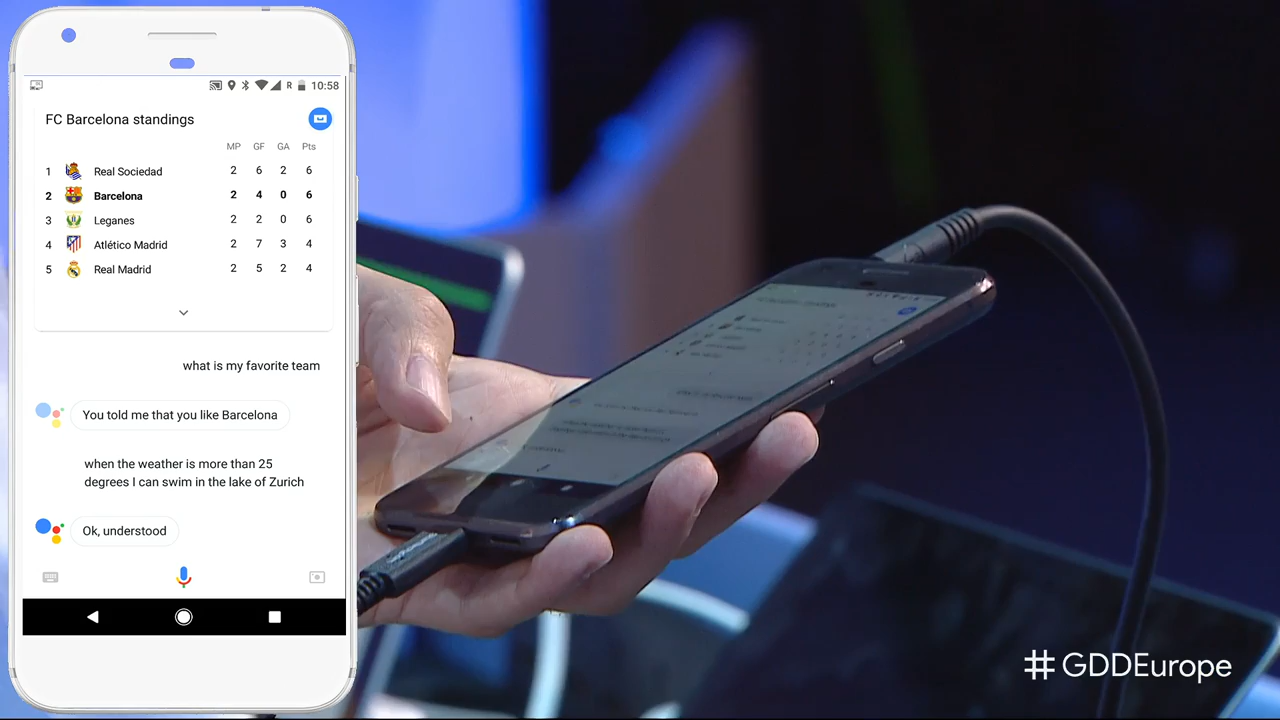 R 10:58
FC Barcelona standings
MP GF GA Pts
1 Real Sociedad 2 6 2 6
2 Barcelona 2 4 0 6
3 Leganes 2 2 0 6
4 Atlético Madrid 2 7 3 4
5 Real Madrid 2 5 2 4
what is my favorite team
You told me that you like Barcelona
when the weather is more than 25
degrees I can swim in the lake of Zurich
Ok, understood
#GDDEurope